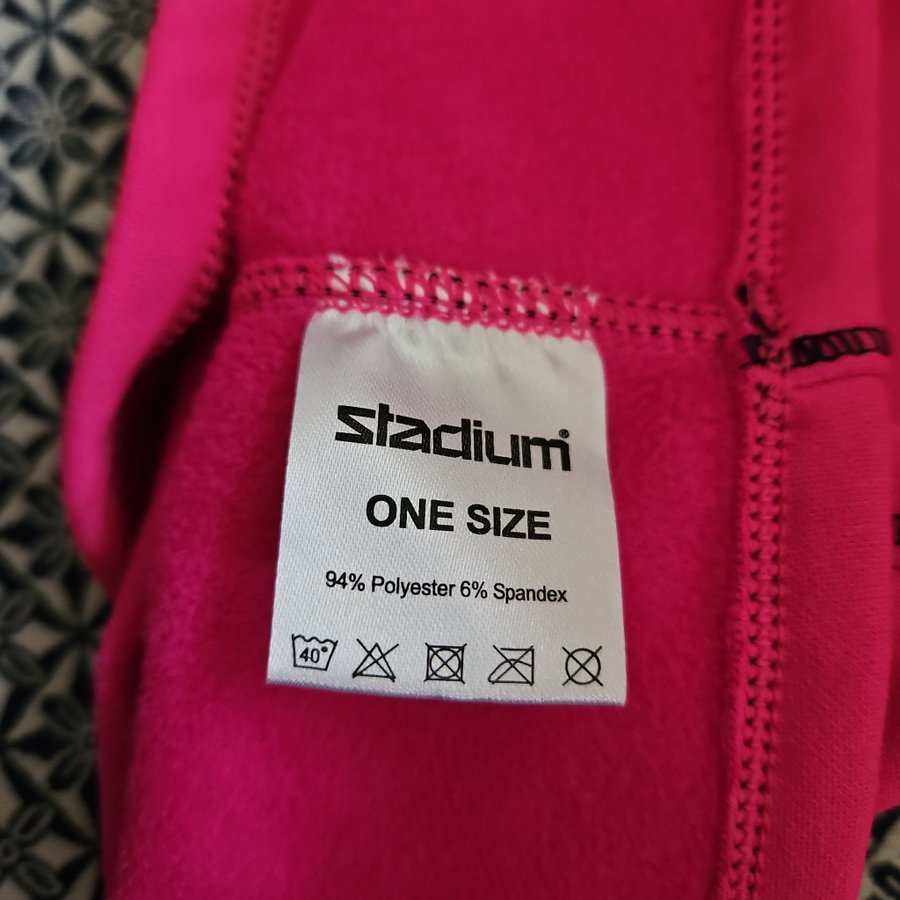 stadium®
ONE SIZE
94% Polyester 6% Spandex
40°